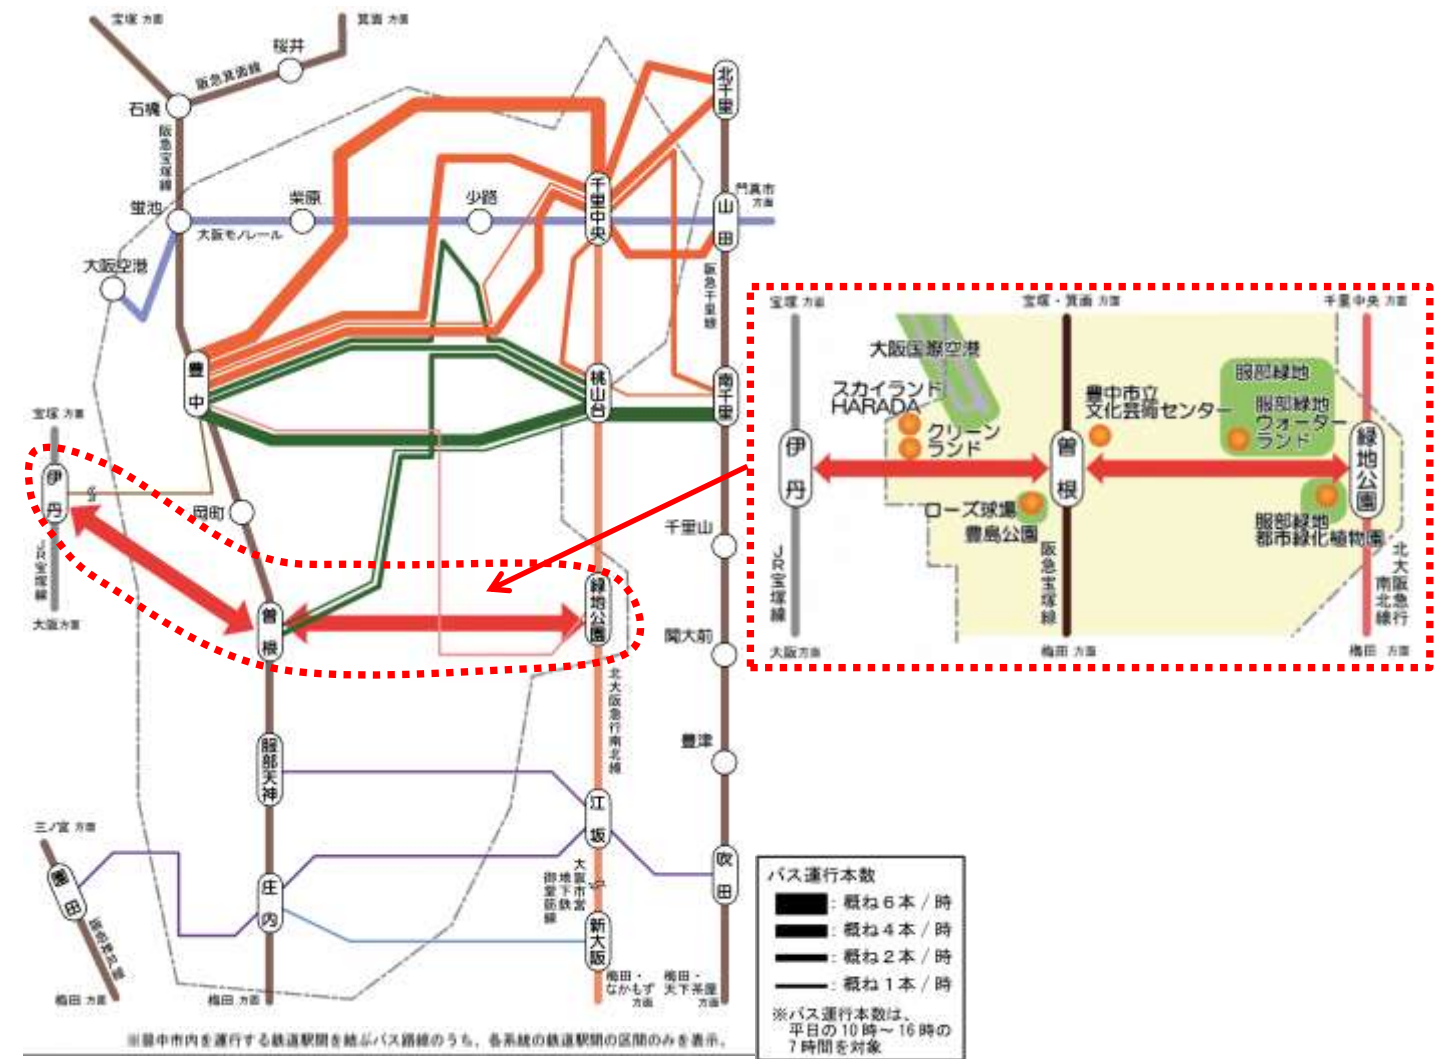 宝塚 方面
箕面 方面
桜井
阪急箕面線
石橋
阪急宝塚線
北千里
千里中央
門真市
方面
蛍池
柴原
少路
山田
大阪モノレール
大阪空港
阪急千里線
豊中
桃山台
南千里
宝塚 方面
伊丹
JR宝塚線
大阪方面
岡町
千里山
曽根
緑地公園
関大前
北大阪急行南北線
豊津
服部天神
江坂
三ノ宮 方面
園田
庄内
吹田
大阪市営
地下鉄
御堂筋線
新大阪
梅田 方面
梅田 方面
梅田・
なかもず
方面
梅田・
天下茶屋
方面
※豊中市内を運行する鉄道駅間を結ぶバス路線のうち、各系統の鉄道駅間の区間のみを表示。
宝塚 方面
宝塚・箕面 方面
千里中央 方面
大阪国際空港
スカイランド
HARADA
クリーン
ランド
豊中市立
文化芸術センター
服部緑地
服部緑地
ウォーター
ランド
伊丹
曽根
緑地公園
ローズ球場
豊島公園
服部緑地
都市緑化植物園
JR宝塚線
阪急宝塚線
北大阪急行
南北線
大阪方面
梅田 方面
梅田 方面
バス運行本数
：概ね6本/時
：概ね4本/時
：概ね2本/時
：概ね1本/時
※バス運行本数は、
平日の10時〜16時の
7時間を対象